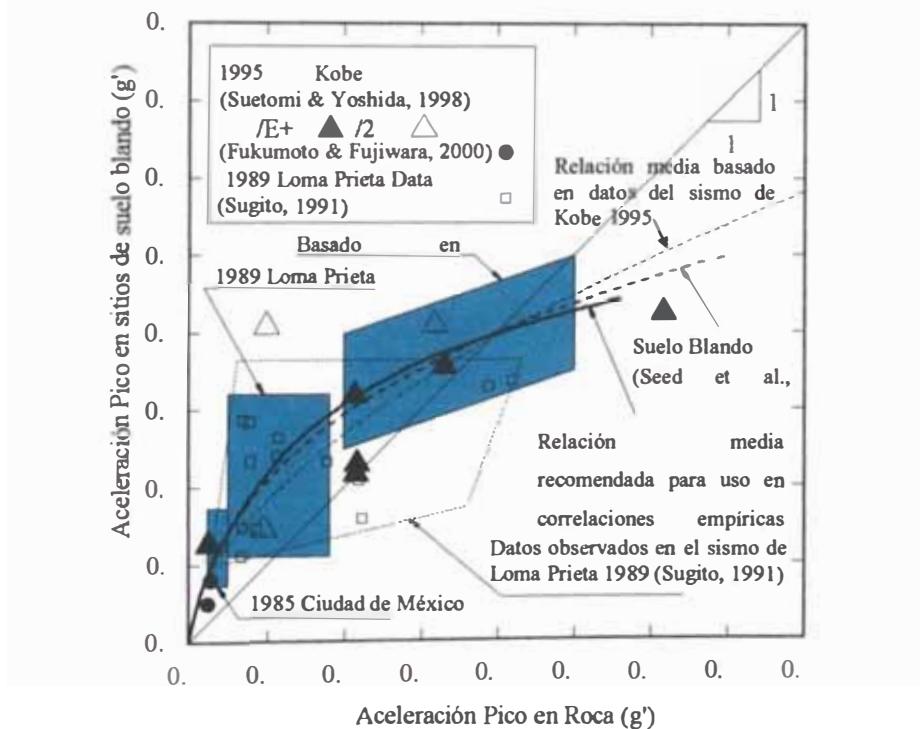 0.
0.
0.
0.
0.
0.
0.
0.
0.
Aceleración Pico en sitios de suelo blando (g')
1995 Kobe
(Suetomi & Yoshida, 1998)
/E+ /2
(Fukumoto & Fujiwara, 2000)
1989 Loma Prieta Data
(Sugito, 1991)
1
1
Relación media basado
en datos del sismo de
Kobe 1995
Basado en
1989 Loma Prieta
Suelo Blando
(Seed et al.,
Relación media
recomendada para uso en
correlaciones empíricas
Datos observados en el sismo de
Loma Prieta 1989 (Sugito, 1991)
1985 Ciudad de México
0. 0. 0. 0. 0. 0. 0. 0. 0.
Aceleración Pico en Roca (g')